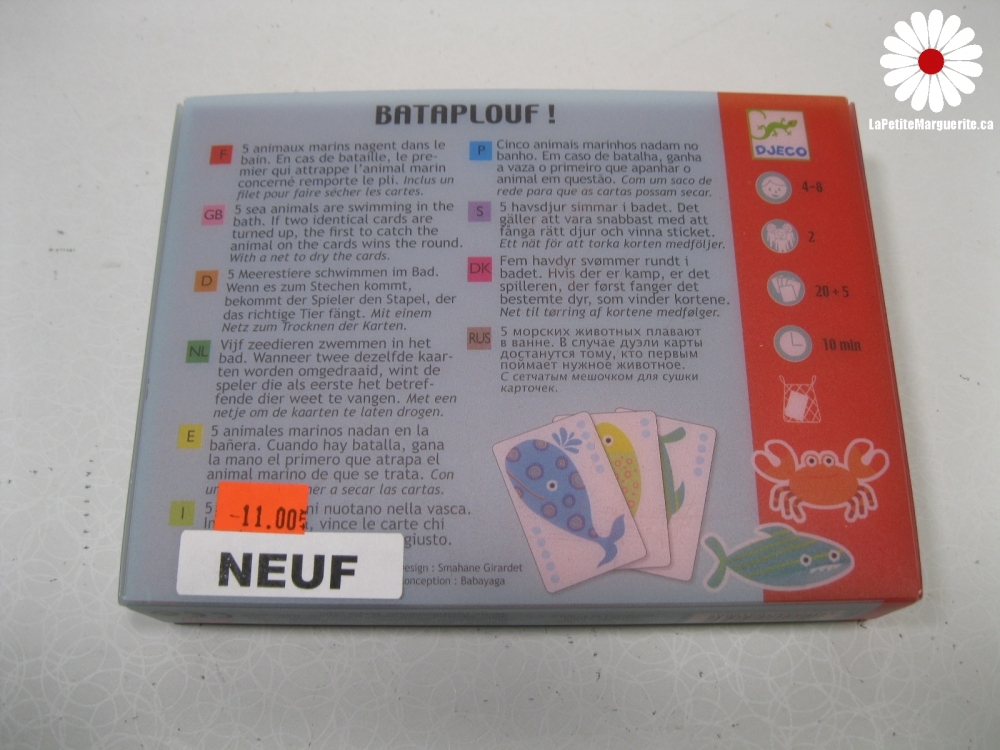 LaPetiteMarguerite.ca
BATAPLOUF !
F
5 animaux marins nagent dans le
bain. En cas de bataille, le pre-
mier qui attrappe l'animal marin
concerné remporte le pli. Inclus un
filet pour faire sécher les cartes.
GB
5 sea animals are swimming in the
bath. If two identical cards are
turned up, the first to catch the
animal on the cards wins the round.
With a net to dry the cards.
D
5 Meerestiere schwimmen im Bad.
Wenn es zum Stechen kommt,
bekommt der Spieler den Stapel, der
das richtige Tier fängt. Mit einem
Netz zum Trocknen der Karten.
NL
Vijf zeedieren zwemmen in het
bad. Wanneer twee dezelfde kaar-
ten worden omgedraaid, wint de
speler die als eerste het betref-
fende dier weet te vangen. Met een
netje om de kaarten te laten drogen.
E
5 animales marinos nadan en la
bañera. Cuando hay batalla, gana
la mano el primero que atrapa el
animal marino de que se trata. Con
a secar las cartas.
I
5 nuotano nella vasca.
vince le carte chi
giusto.
-11.00
NEUF
P
Cinco animais marinhos nadam no
banho. Em caso de batalha, ganha
a vaza o primeiro que apanhar o
animal em questão. Com um saco de
rede para que as cartas possam secar.
S
5 havsdjur simmar i badet. Det
gäller att vara snabbast med att
fånga rätt djur och vinna sticket.
Ett nät för att torka korten medföljer.
DK
Fem havdyr svømmer rundt i
badet. Hvis der er kamp, er det
spilleren, der først fanger det
bestemte dyr, som vinder kortene.
Net til tørring af kortene medfølger.
RUS
5 морских животных плавают
в ванне. В случае дуэли карты
достанутся тому, кто первым
поймает нужное животное.
С сетчатым мешочком для сушки
карточек.
Design : Smahane Girardet
Conception : Babayaga
DJECO
4-8
2
20 + 5
10 min